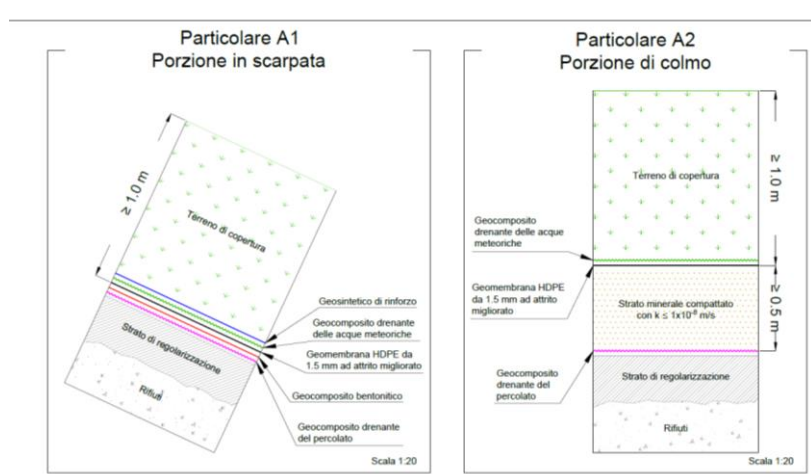 Particolare A1
Porzione in scarpata
≥ 1.0 m
Terreno di copertura
Geosintetico di rinforzo
Geocomposito drenante
delle acque meteoriche
Geomembrana HDPE da
1.5 mm ad attrito migliorato
Strato di regolarizzazione
Geocomposito bentonitico
Rifiuti
Geocomposito drenante
del percolato
Scala 1:20
Particolare A2
Porzione di colmo
Terreno di copertura
≥ 1.0 m
Geocomposito
drenante delle acque
meteoriche
Geomembrana HDPE
da 1.5 mm ad attrito
migliorato
Strato minerale compattato
con k ≤ 1x10⁻⁸ m/s
≥ 0.5 m
Geocomposito
drenante del
percolato
Strato di regolarizzazione
Rifiuti
Scala 1:20